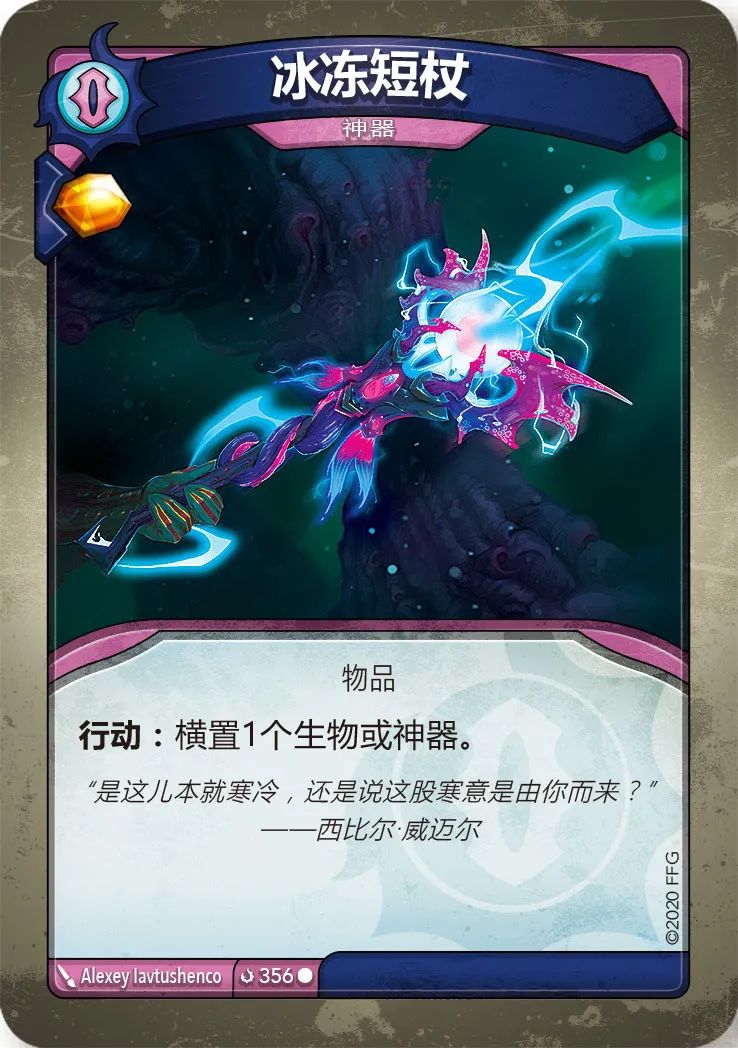 冰冻短杖
神器
物品
行动：横置1个生物或神器。
“是这儿本就寒冷，还是说这股寒意是由你而来？”
——西比尔·威迈尔
©2020 FFG
Alexey Iavtushenco
356